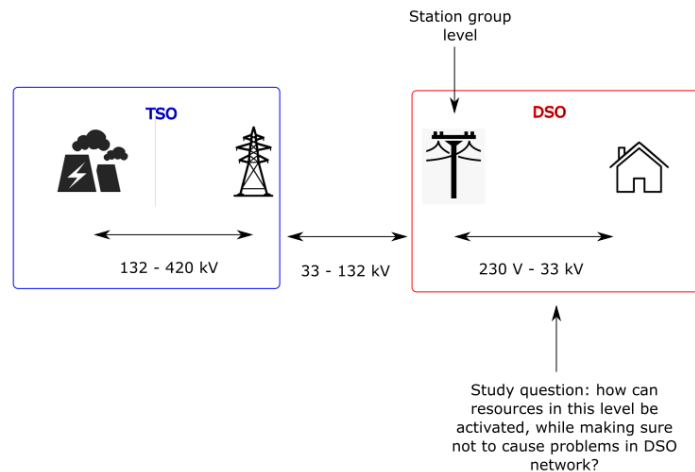 Station group
level
TSO
DSO
132 - 420 kV
33 - 132 kV
230 V - 33 kV
Study question: how can
resources in this level be
activated, while making sure
not to cause problems in DSO
network?